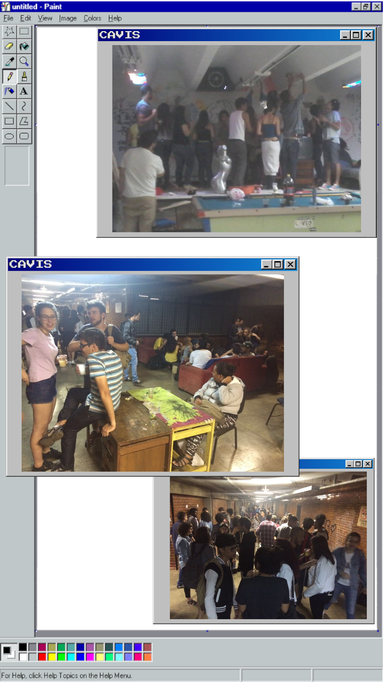 untitled - Paint
File Edit View Image Colors Help
CAVIS
CAVIS
For Help, click Help Topics on the Help Menu.